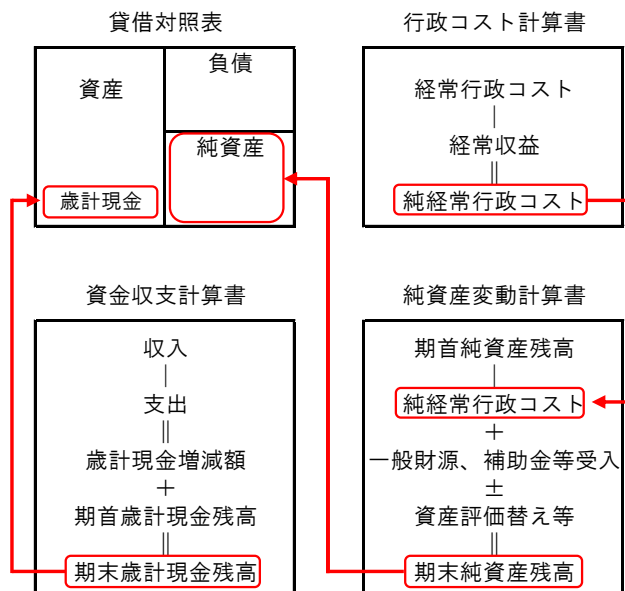 貸借対照表
資産
負債
純資産
歳計現金
行政コスト計算書
経常行政コスト
｜
経常収益
||
純経常行政コスト
資金収支計算書
収入
｜
支出
||
歳計現金増減額
＋
期首歳計現金残高
||
期末歳計現金残高
純資産変動計算書
期首純資産残高
｜
純経常行政コスト
＋
一般財源、補助金等受入
±
資産評価替え等
||
期末純資産残高